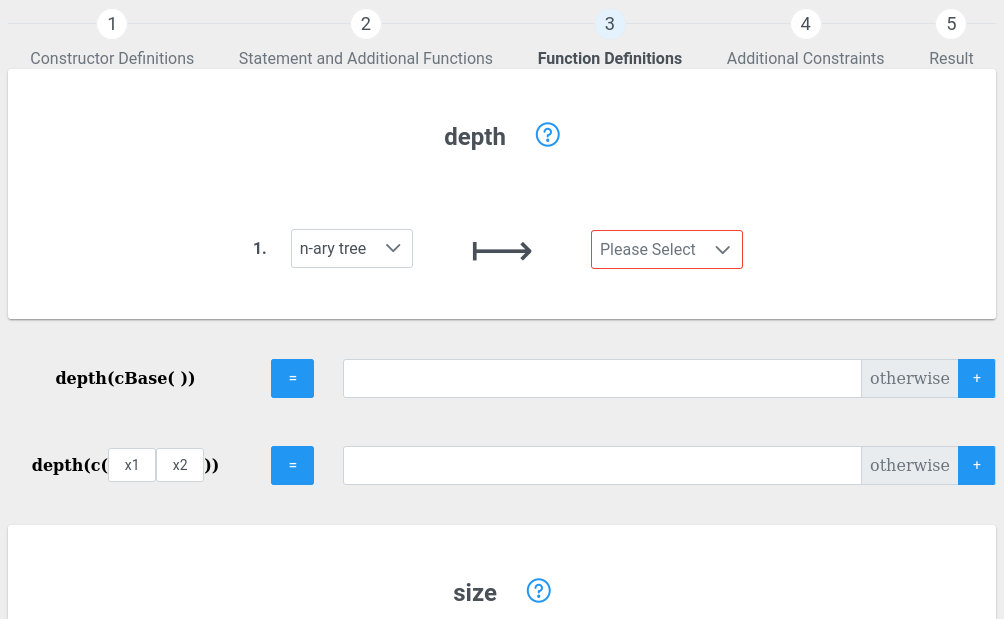 1 2 3 4 5
Constructor Definitions Statement and Additional Functions Function Definitions Additional Constraints Result
depth ?
1. n-ary tree ⟼ Please Select
depth(cBase( )) = otherwise +
depth(c( x1 x2 )) = otherwise +
size ?